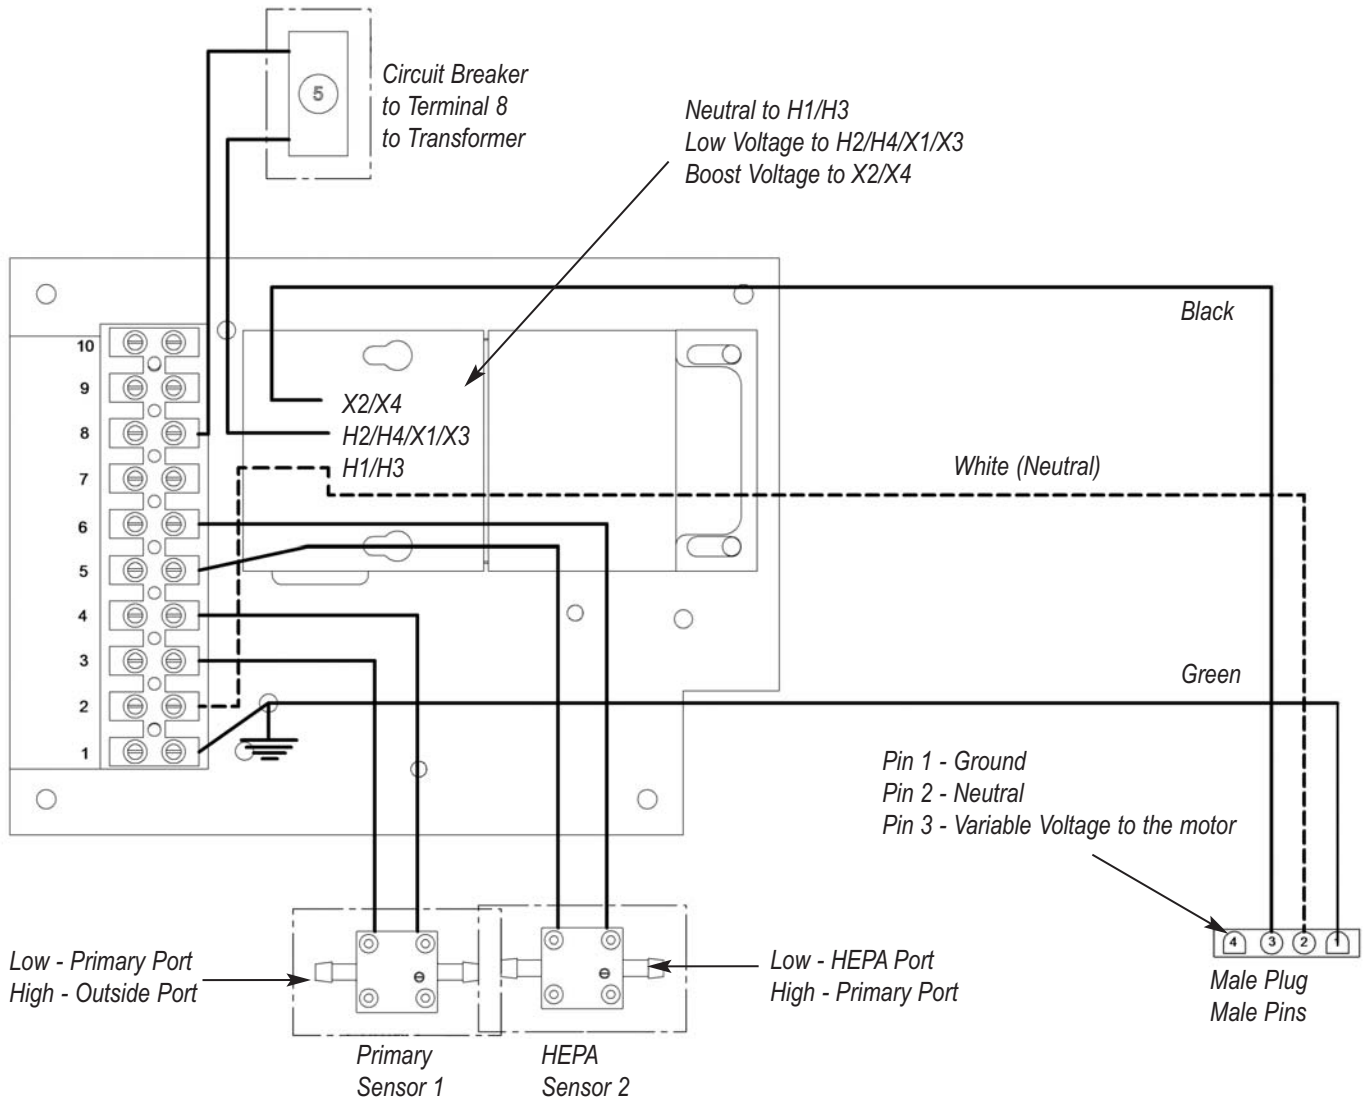 5
Circuit Breaker
to Terminal 8
to Transformer
Neutral to H1/H3
Low Voltage to H2/H4/X1/X3
Boost Voltage to X2/X4
Black
10
9
8
7
6
5
4
3
2
1
X2/X4
H2/H4/X1/X3
H1/H3
White (Neutral)
Green
Pin 1 - Ground
Pin 2 - Neutral
Pin 3 - Variable Voltage to the motor
4 3 2 1
Male Plug
Male Pins
Low - Primary Port
High - Outside Port
Low - HEPA Port
High - Primary Port
Primary
Sensor 1
HEPA
Sensor 2